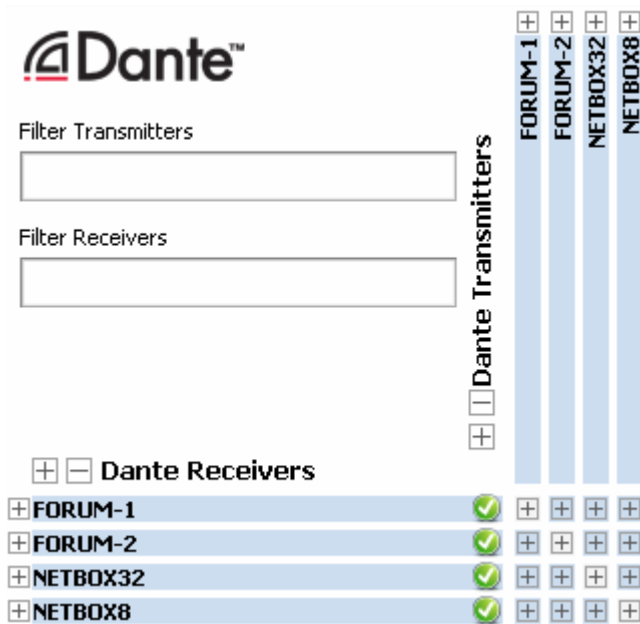 Dante™
Filter Transmitters
Filter Receivers
Dante Transmitters
FORUM-1
FORUM-2
NETBOX32
NETBOX8
Dante Receivers
FORUM-1
FORUM-2
NETBOX32
NETBOX8